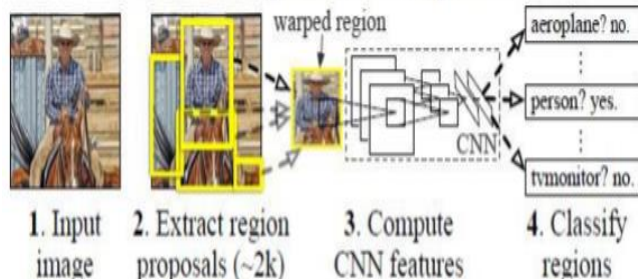 warped region
aeroplane? no.
person? yes.
CNN
tvmonitor? no.
1. Input
image
2. Extract region
proposals (~2k)
3. Compute
CNN features
4. Classify
regions